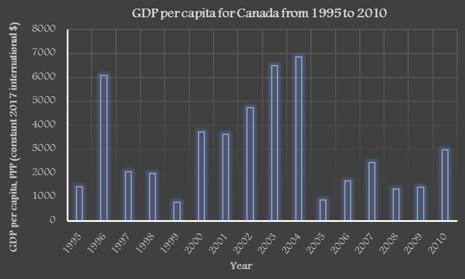 GDP per capita for Canada from 1995 to 2010
GDP per capita, PPP (constant 2017 international $)
8000
7000
6000
5000
4000
3000
2000
1000
0
1995 1996 1997 1998 1999 2000 2001 2002 2003 2004 2005 2006 2007 2008 2009 2010
Year